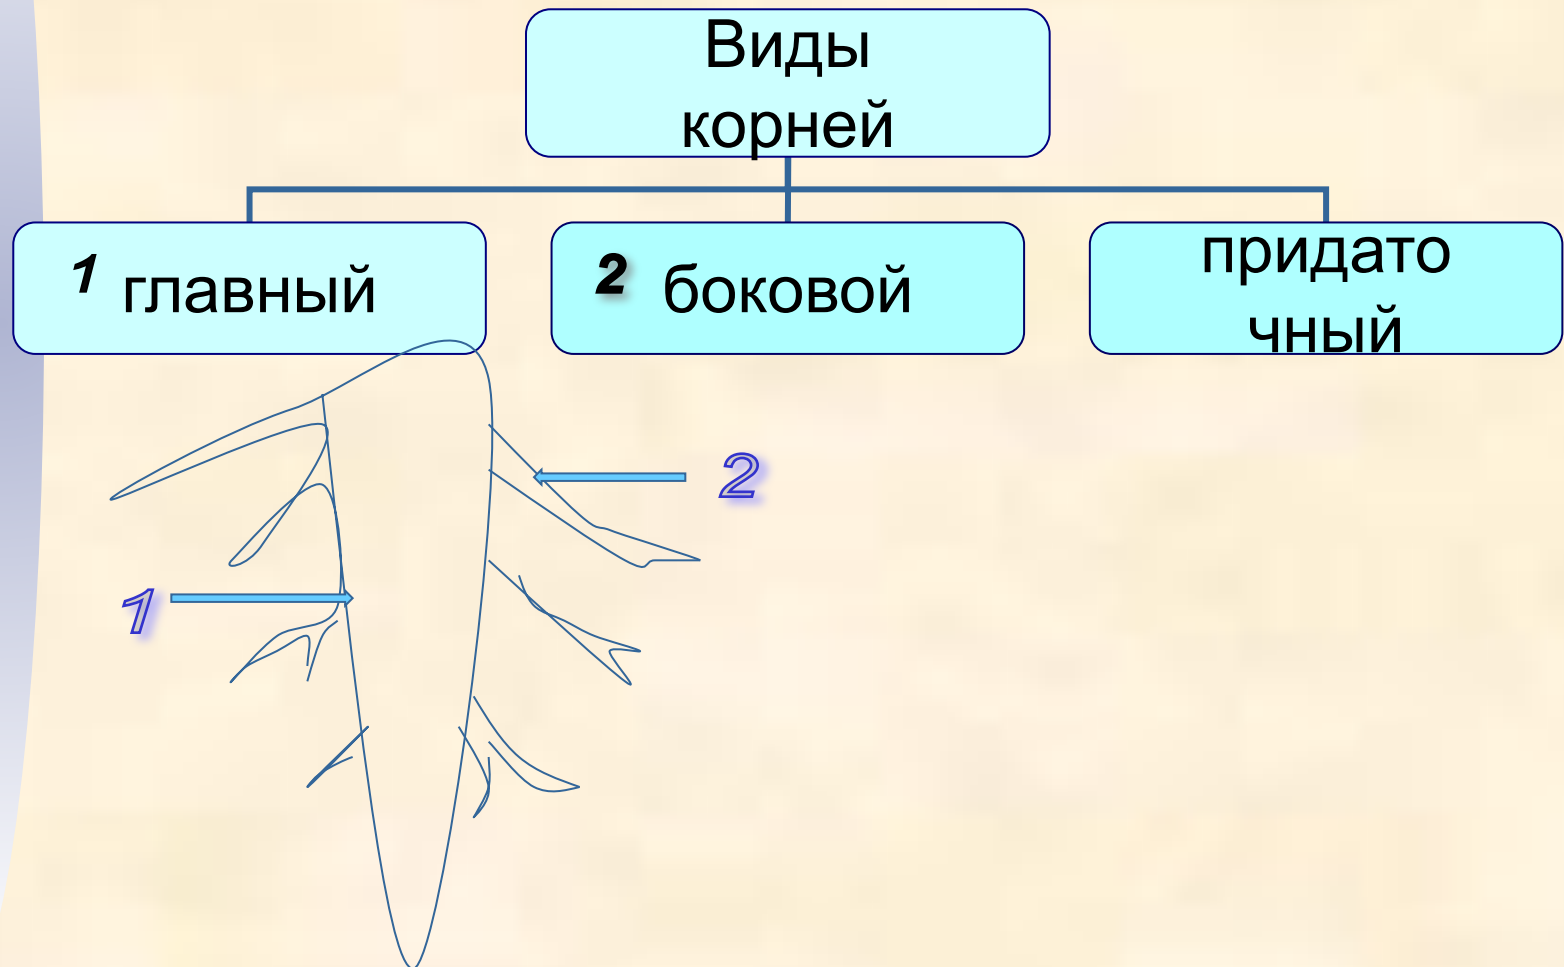 Виды
корней
1 главный
2 боковой
придато
чный
2
1